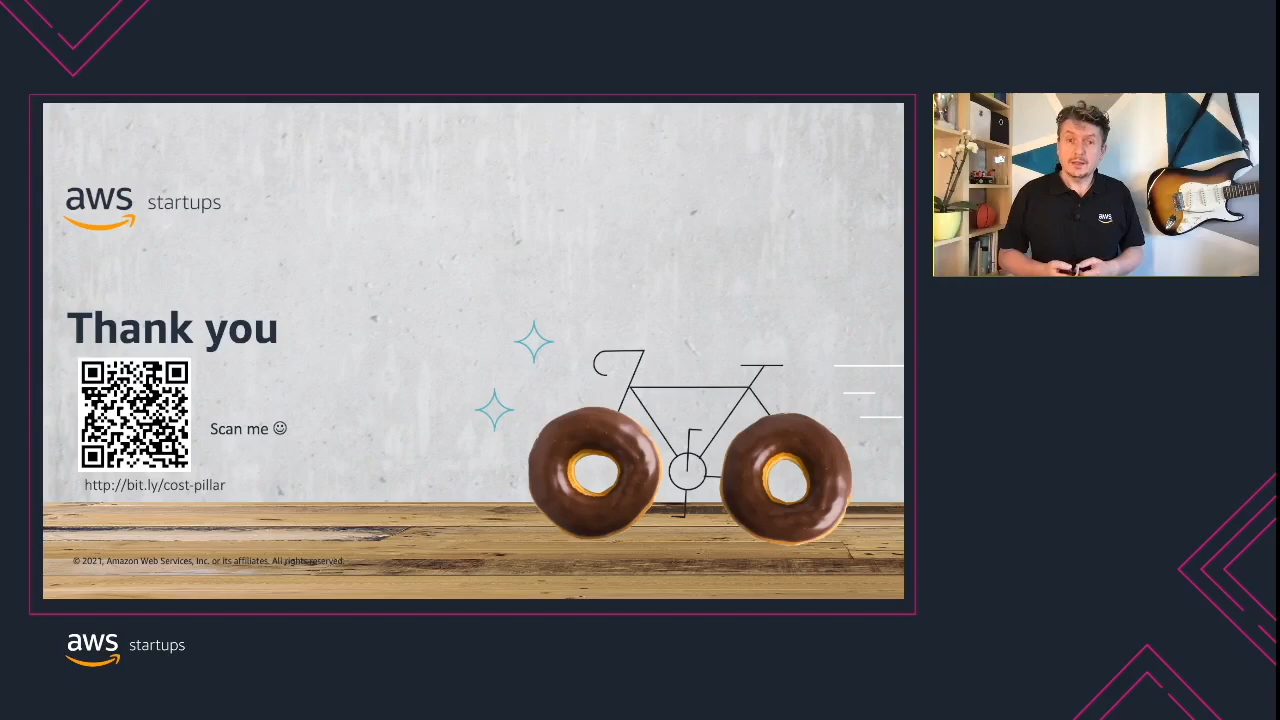 aws startups
Thank you
Scan me ☺
http://bit.ly/cost-pillar
© 2021, Amazon Web Services, Inc. or its affiliates. All rights reserved.
aws
aws startups